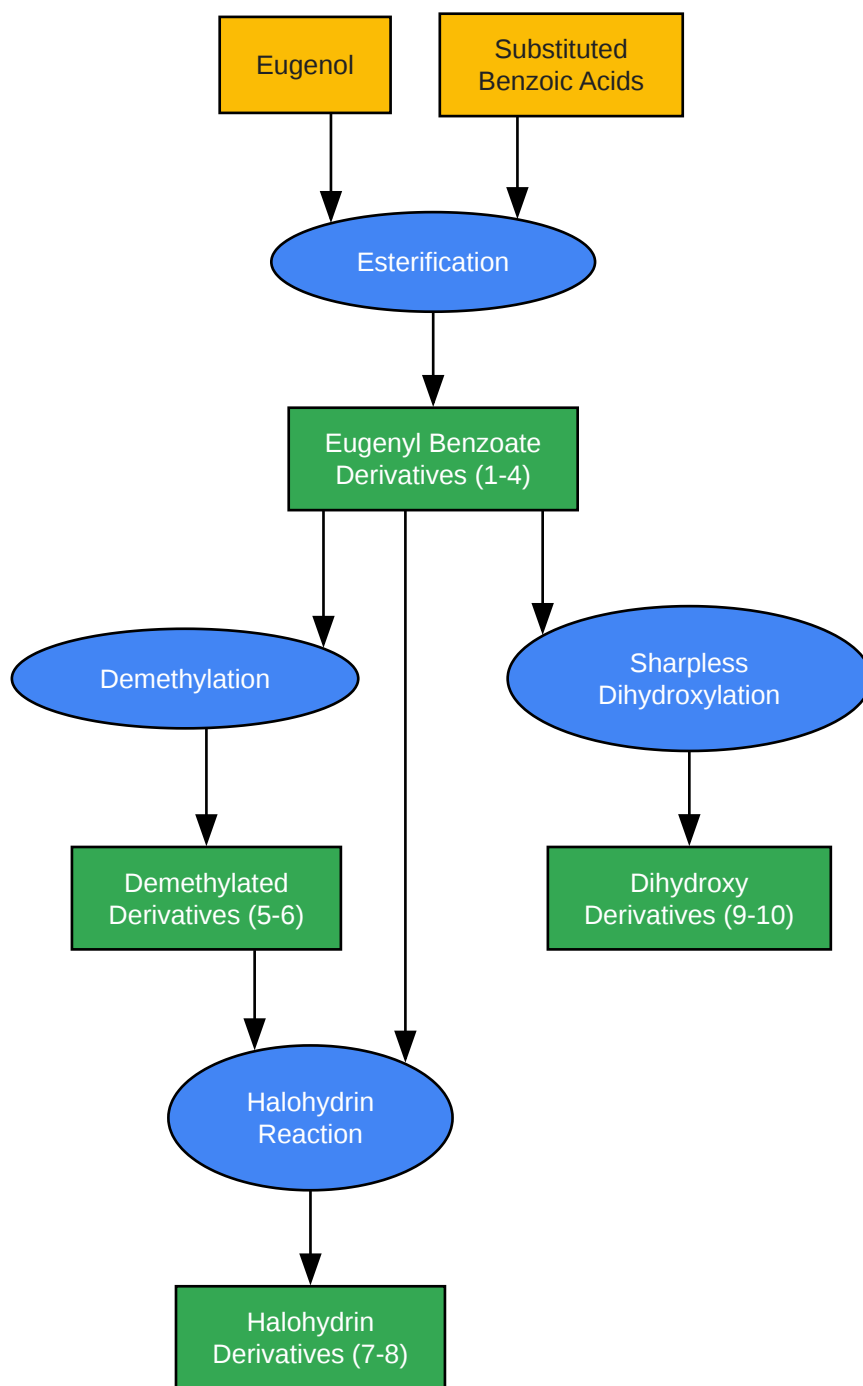 Eugenol
Substituted
Benzoic Acids
Esterification
Eugenyl Benzoate
Derivatives (1-4)
Demethylation
Sharpless
Dihydroxylation
Demethylated
Derivatives (5-6)
Dihydroxy
Derivatives (9-10)
Halohydrin
Reaction
Halohydrin
Derivatives (7-8)